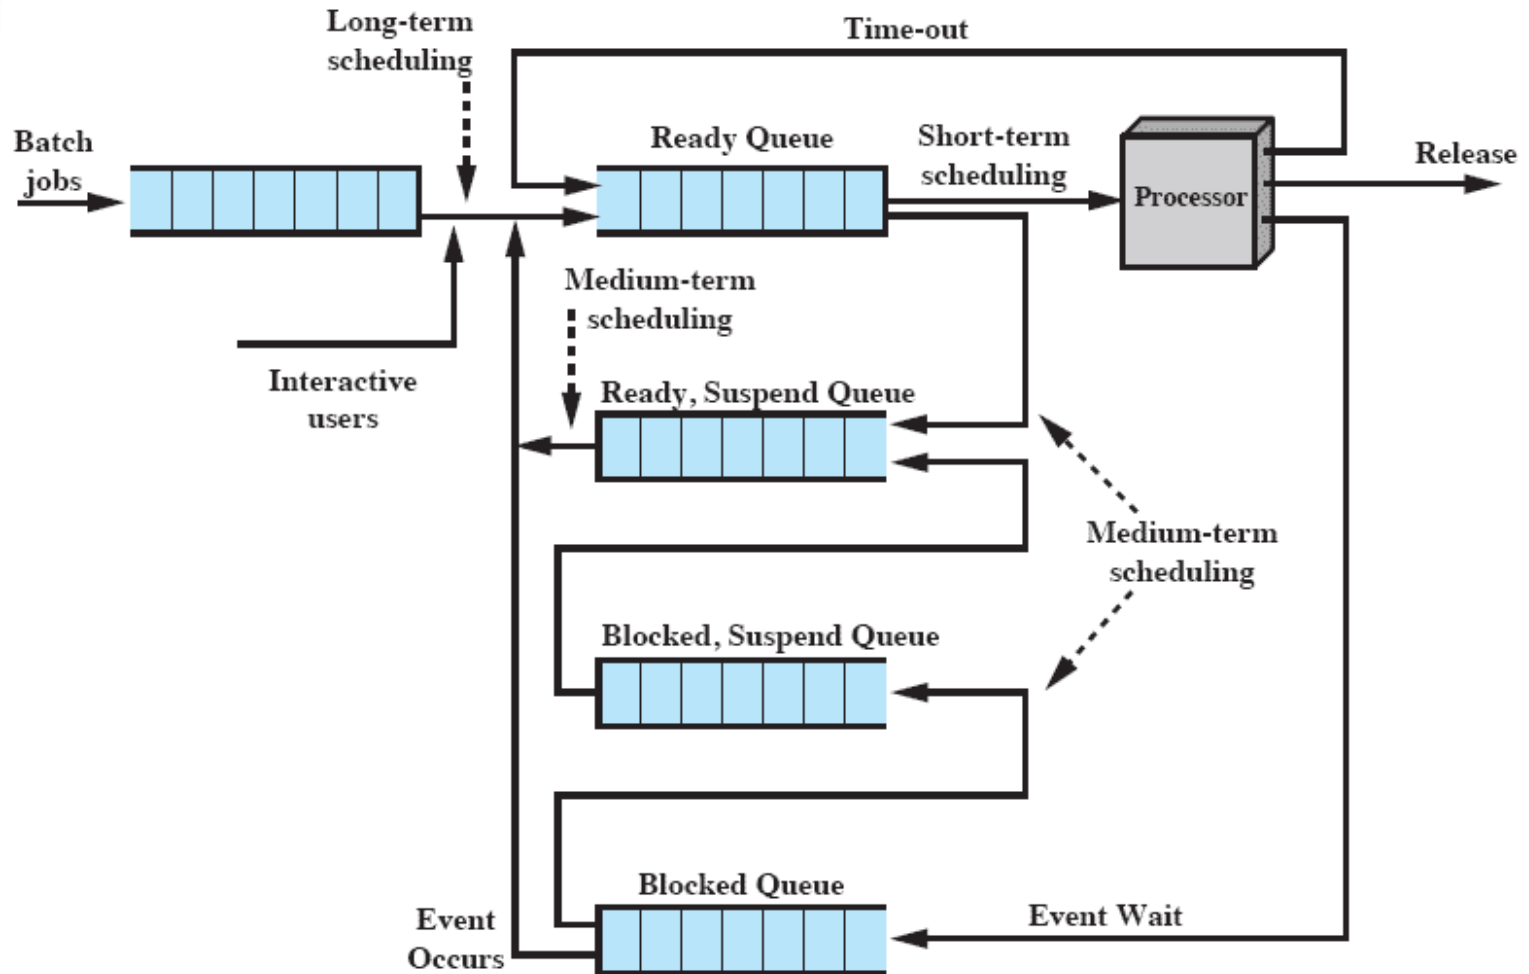 Long-term
scheduling
Time-out
Batch
jobs
Ready Queue
Short-term
scheduling
Processor
Release
Medium-term
scheduling
Interactive
users
Ready, Suspend Queue
Medium-term
scheduling
Blocked, Suspend Queue
Blocked Queue
Event
Occurs
Event Wait